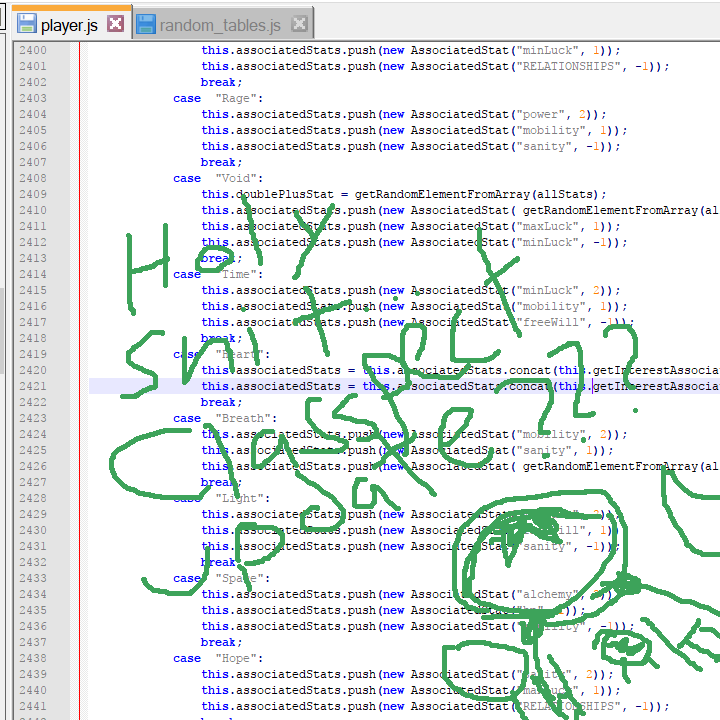 player.js random_tables.js
2400 this.associatedStats.push(new AssociatedStat("minLuck", 1));
2401 this.associatedStats.push(new AssociatedStat("RELATIONSHIPS", -1));
2402 break;
2403 case "Rage":
2404 this.associatedStats.push(new AssociatedStat("power", 2));
2405 this.associatedStats.push(new AssociatedStat("mobility", 1));
2406 this.associatedStats.push(new AssociatedStat("sanity", -1));
2407 break;
2408 case "Void":
2409 this.doublePlusStat = getRandomElementFromArray(allStats);
2410 this.associatedStats.push(new AssociatedStat( getRandomElementFromArray(al
2411 this.associatedStats.push(new AssociatedStat("maxLuck", 1));
2412 this.associatedStats.push(new AssociatedStat("minLuck", -1));
2413 break;
2414 case "Time":
2415 this.associatedStats.push(new AssociatedStat("minLuck", 2));
2416 this.associatedStats.push(new AssociatedStat("mobility", 1));
2417 this.associatedStats.push(new AssociatedStat("freeWill", -1));
2418 break;
2419 case "Heart":
2420 this.associatedStats = this.associatedStats.concat(this.getInterestAssocia
2421 this.associatedStats = this.associatedStats.concat(this.getInterestAssocia
2422 break;
2423 case "Breath":
2424 this.associatedStats.push(new AssociatedStat("mobility", 2));
2425 this.associatedStats.push(new AssociatedStat("sanity", 1));
2426 this.associatedStats.push(new AssociatedStat( getRandomElementFromArray(al
2427 break;
2428 case "Light":
2429 this.associatedStats.push(new AssociatedStat( 2));
2430 this.associatedStats.push(new AssociatedStat( 1));
2431 this.associatedStats.push(new AssociatedStat("sanity", -1));
2432 break;
2433 case "Space":
2434 this.associatedStats.push(new AssociatedStat("alchemy", 2));
2435 this.associatedStats.push(new AssociatedStat("hp", 1));
2436 this.associatedStats.push(new AssociatedStat("mobility", -1));
2437 break;
2438 case "Hope":
2439 this.associatedStats.push(new AssociatedStat("sanity", 2));
2440 this.associatedStats.push(new AssociatedStat("maxLuck", 1));
2441 this.associatedStats.push(new AssociatedStat("RELATIONSHIPS", -1));
HOLY
SHIT